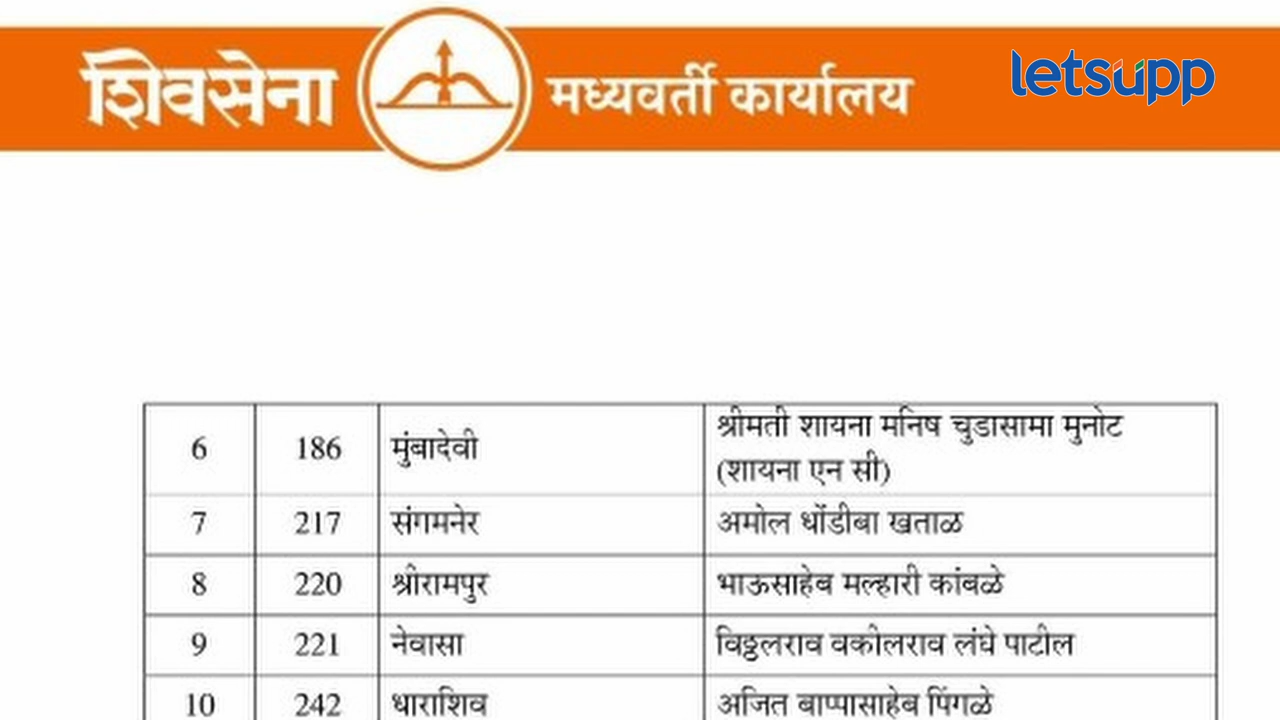 शिवसेना मध्यवर्ती कार्यालय letsupp
6 186 मुंबादेवी श्रीमती शायना मनिष चुडासामा मुनोट
(शायना एन सी)
7 217 संगमनेर अमोल धोंडीबा खताळ
8 220 श्रीरामपुर भाऊसाहेब मल्हारी कांबळे
9 221 नेवासा विठ्ठलराव वकीलराव लंघे पाटील
10 242 धाराशिव अजित बाप्पासाहेब पिंगळे